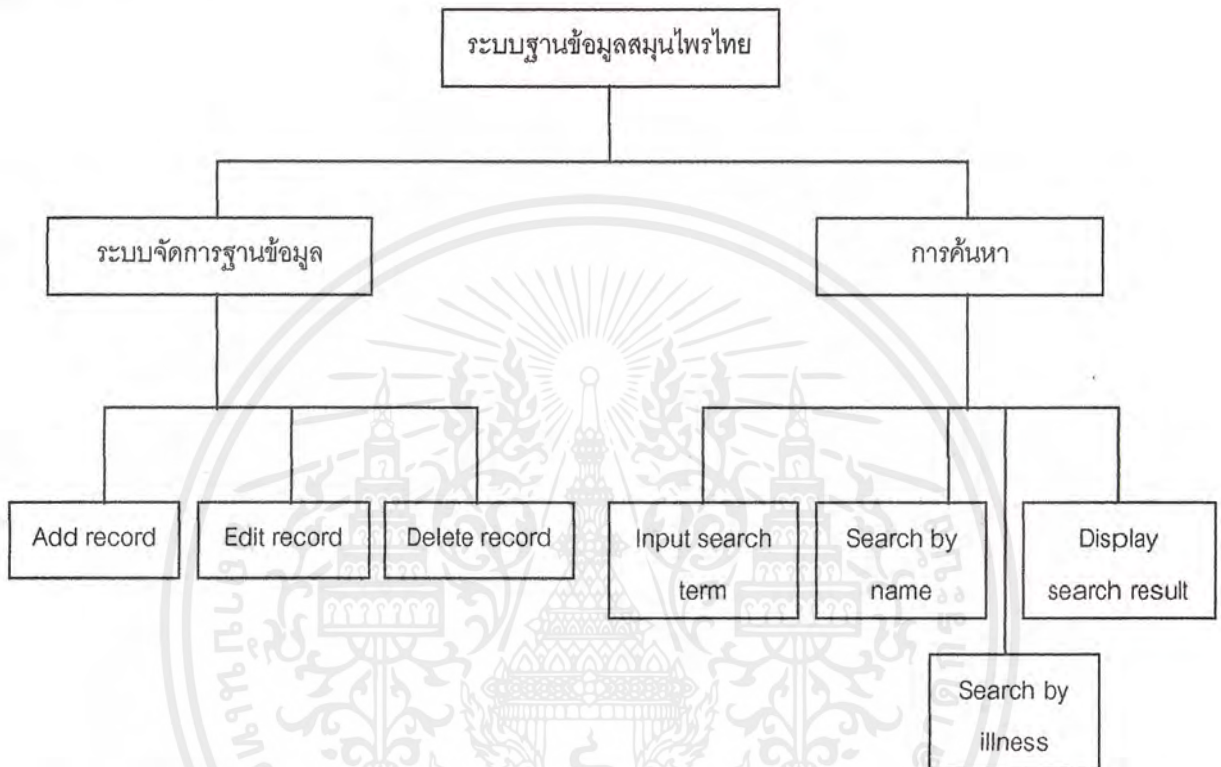 ระบบฐานข้อมูลสมุนไพรไทย
ระบบจัดการฐานข้อมูล
การค้นหา
Add record
Edit record
Delete record
Input search
term
Search by
name
Display
search result
Search by
illness